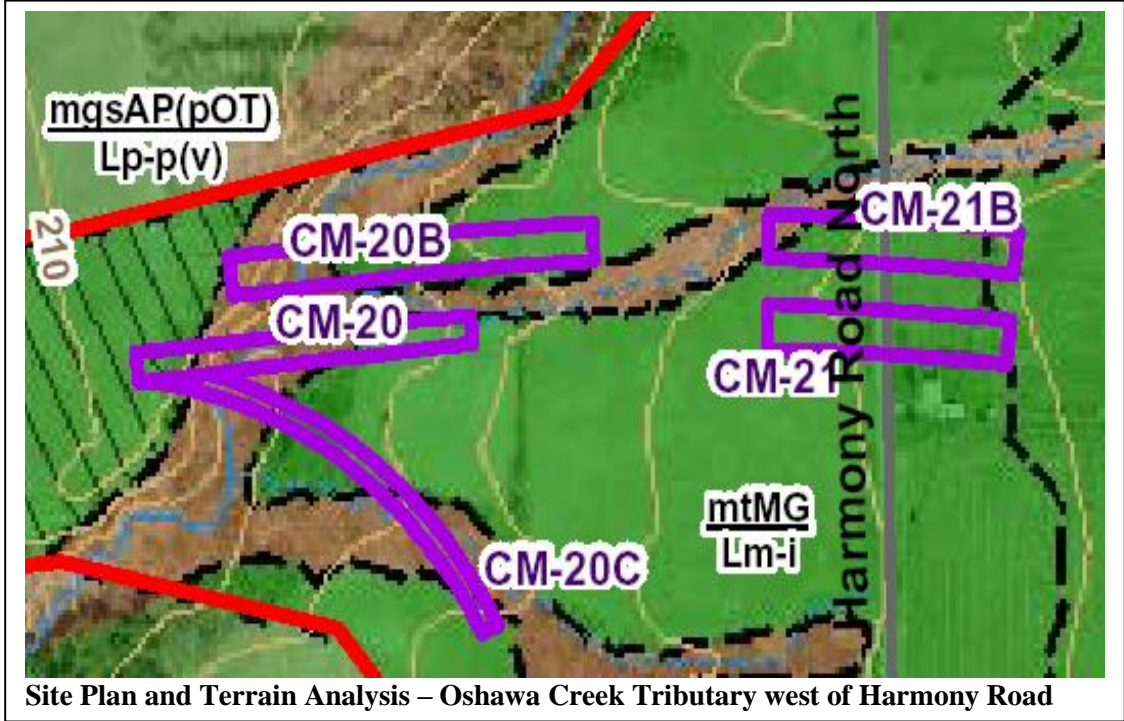 mgsAP(pOT)
Lp-p(v)
210
CM-20B
CM-21B
CM-20
CM-21
Harmony Road North
CM-20C
mtMG
Lm-i
Site Plan and Terrain Analysis – Oshawa Creek Tributary west of Harmony Road